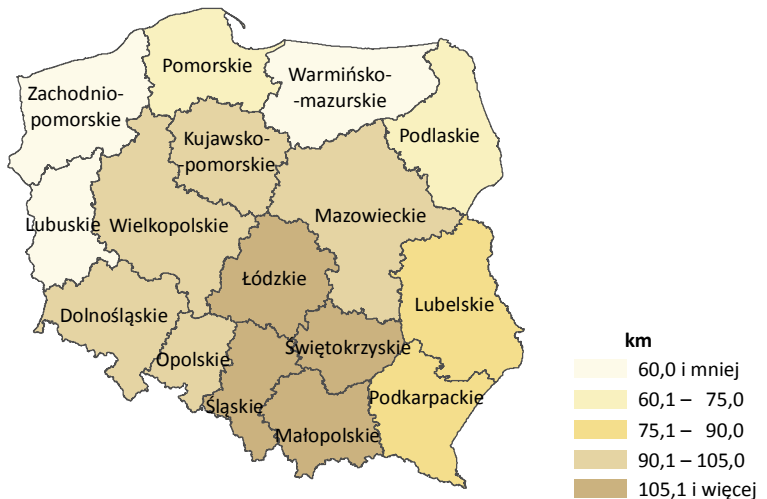 Pomorskie
Warmińsko-
-mazurskie
Zachodnio-
pomorskie
Podlaskie
Kujawsko-
-pomorskie
Mazowieckie
Lubuskie
Wielkopolskie
Łódzkie
Lubelskie
Dolnośląskie
Świętokrzyskie
Opolskie
Podkarpackie
Śląskie
Małopolskie
km
60,0 i mniej
60,1 – 75,0
75,1 – 90,0
90,1 – 105,0
105,1 i więcej